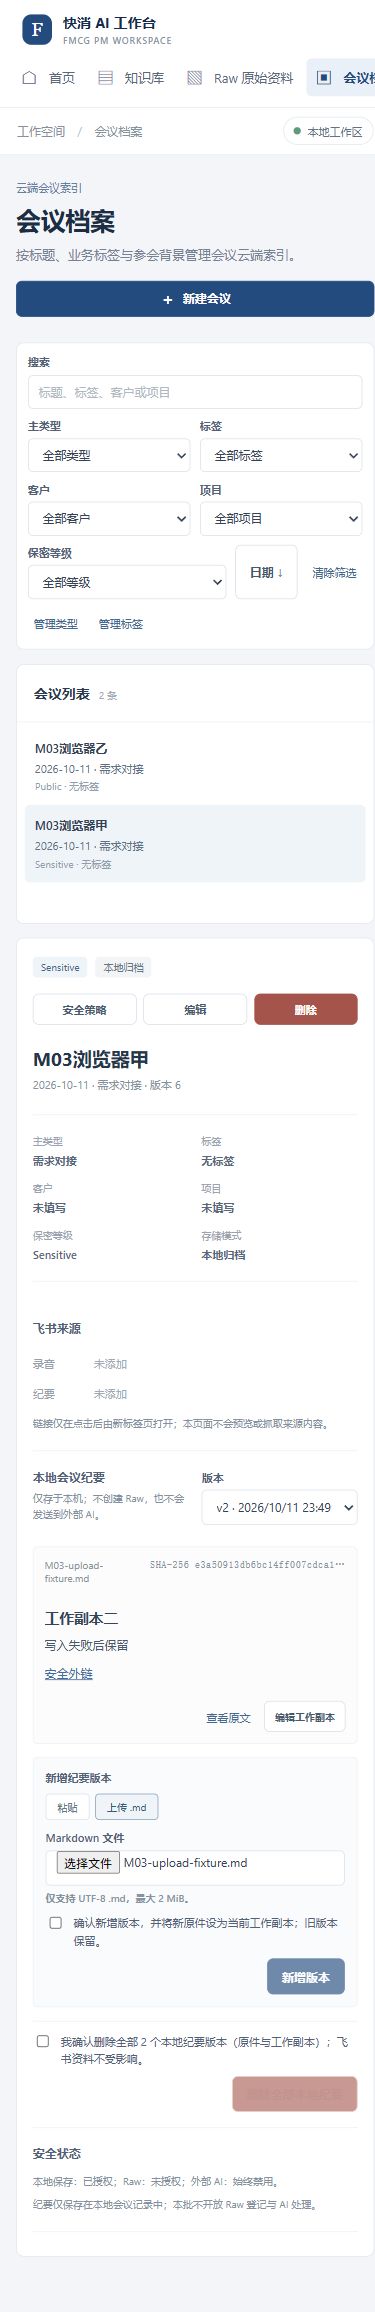 F 快消 AI 工作台
FMCG PM WORKSPACE
首页 知识库 Raw 原始资料 会议档
工作空间 / 会议档案 本地工作区
云端会议索引
会议档案
按标题、业务标签与参会背景管理会议云端索引。
+ 新建会议
搜索
标题、标签、客户或项目
主类型 标签
全部类型 全部标签
客户 项目
全部客户 全部项目
保密等级
全部等级 日期 ↓ 清除筛选
管理类型 管理标签
会议列表 2 条
M03浏览器乙
2026-10-11 · 需求对接
Public · 无标签
M03浏览器甲
2026-10-11 · 需求对接
Sensitive · 无标签
Sensitive 本地归档
安全策略 编辑 删除
M03浏览器甲
2026-10-11 · 需求对接 · 版本 6
主类型 标签
需求对接 无标签
客户 项目
未填写 未填写
保密等级 存储模式
Sensitive 本地归档
飞书来源
录音 未添加
纪要 未添加
链接仅在点击后由新标签页打开；本页面不会预览或抓取来源内容。
本地会议纪要 版本
仅存于本机；不创建 Raw，也不会
发送到外部 AI。
v2 · 2026/10/11 23:49
M03-upload-
fixture.md
SHA-256 e3a50913db6bc14ff007cdca1…
工作副本二
写入失败后保留
安全外链
查看原文 编辑工作副本
新增纪要版本
粘贴 上传 .md
Markdown 文件
选择文件 M03-upload-fixture.md
仅支持 UTF-8 .md，最大 2 MiB。
确认新增版本，并将新原件设为当前工作副本；旧版本
保留。
新增版本
我确认删除全部 2 个本地纪要版本（原件与工作副本）；飞
书资料不受影响。
安全状态
本地保存：已授权；Raw：未授权；外部 AI：始终禁用。
纪要仅保存在本地会议记录中；本批不开放 Raw 登记与 AI 处理。